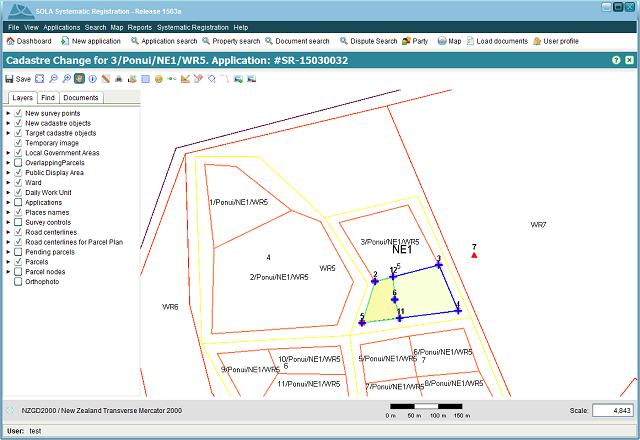 SOLA Systematic Registration - Release 1503a
File View Applications Search Map Reports Systematic Registration Help
Dashboard New application Application search Property search Document search Dispute Search Party Map Load documents User profile
Cadastre Change for 3/Ponui/NE1/WR5. Application: #SR-15030032
Save
Layers Find Documents
New survey points
New cadastre objects
Target cadastre objects
Temporary image
Local Government Areas
OverlappingParcels
Public Display Area
Ward
Daily Work Unit
Applications
Places names
Survey controls
Road centerlines
Road centerlines for Parcel Plan
Pending parcels
Parcels
Parcel nodes
Orthophoto
1/Ponui/NE1/WR5
WR7
3/Ponui/NE1/WR5
NE1
7
4
WR5
2/Ponui/NE1/WR5
2
12
5
3
WR6
6
5
11
4
9/Ponui/NE1/WR5
10/Ponui/NE1/WR5
6
11/Ponui/NE1/WR5
5/Ponui/NE1/WR5
6/Ponui/NE1/WR5
7
7/Ponui/NE1/WR5
8/Ponui/NE1/WR5
NZGD2000 / New Zealand Transverse Mercator 2000
0 m 50 m 100 m 150 m
Scale: 4,843
User: test